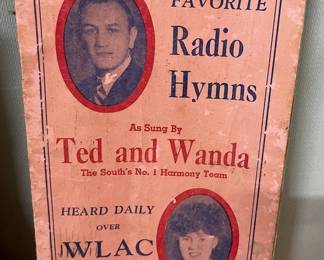 FAVORITE
Radio
Hymns
As Sung By
Ted and Wanda
The South's No. 1 Harmony Team
HEARD DAILY
OVER
WLAC